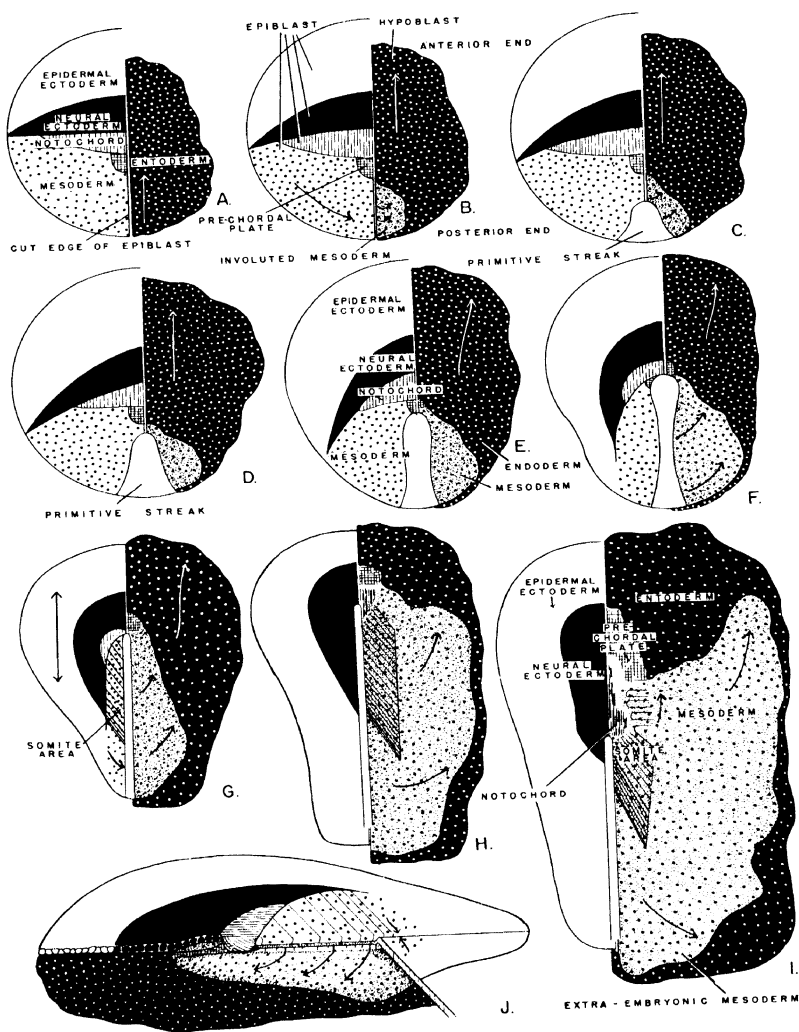 EPIDERMAL
ECTODERM
NEURAL
ECTODERM
NOTOCHORD
ENTODERM
MESODERM
A.
CUT EDGE OF EPIBLAST
EPIBLAST
HYPOBLAST
ANTERIOR END
PRE-CHORDAL
PLATE
B.
POSTERIOR END
INVOLUTED MESODERM
C.
PRIMITIVE STREAK
D.
PRIMITIVE STREAK
EPIDERMAL
ECTODERM
NEURAL
ECTODERM
NOTOCHORD
MESODERM
E.
ENDODERM
MESODERM
F.
SOMITE
AREA
G.
H.
EPIDERMAL
ECTODERM
ENTODERM
PRE-
CHORDAL
PLATE
NEURAL
ECTODERM
MESODERM
SOMITE
AREA
NOTOCHORD
I.
EXTRA-EMBRYONIC MESODERM
J.